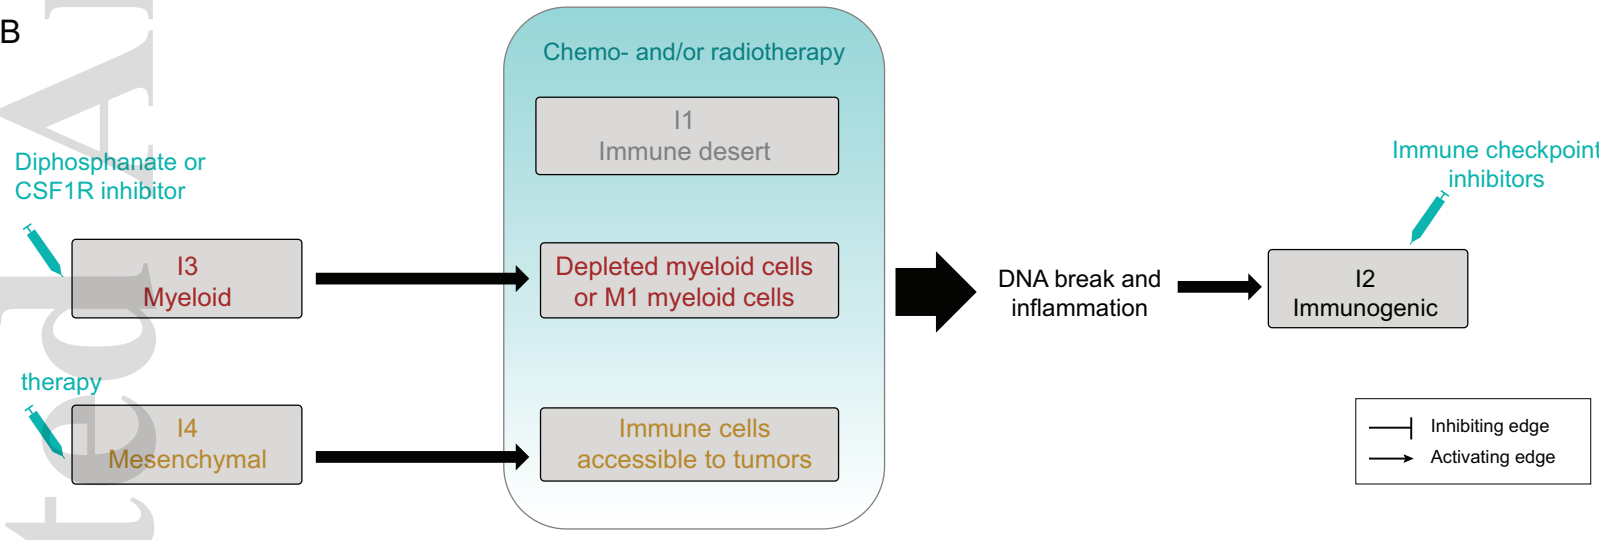 B
Chemo- and/or radiotherapy
I1
Immune desert
Diphosphanate or
CSF1R inhibitor
Immune checkpoint
inhibitors
I3
Myeloid
Depleted myeloid cells
or M1 myeloid cells
DNA break and
inflammation
I2
Immunogenic
therapy
I4
Mesenchymal
Immune cells
accessible to tumors
Inhibiting edge
Activating edge
ted A